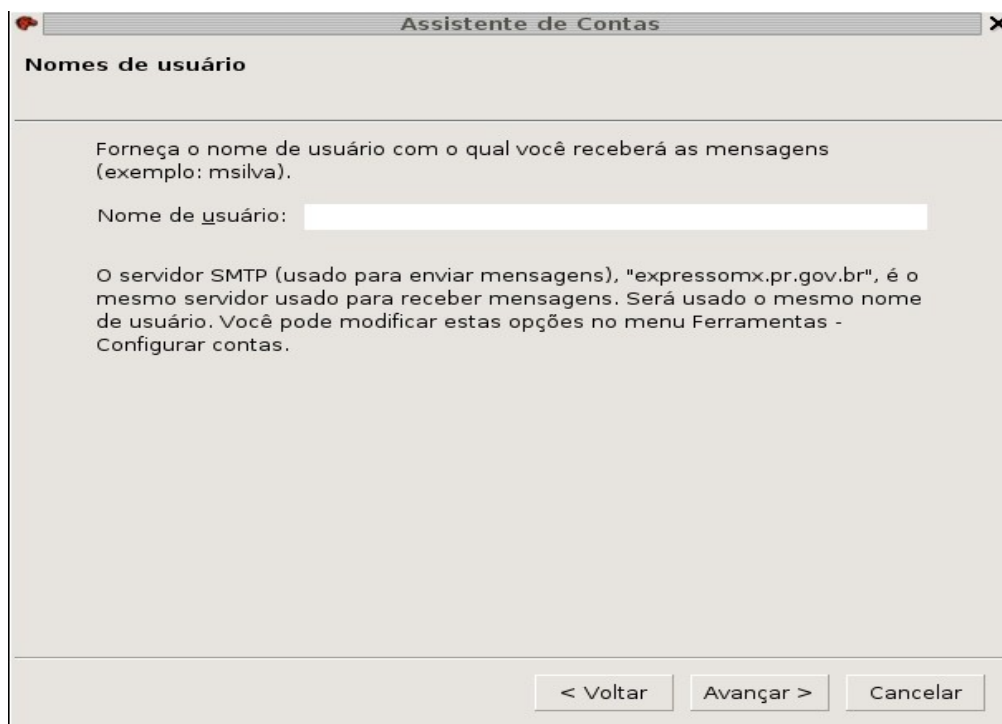 Assistente de Contas
Nomes de usuário
Forneça o nome de usuário com o qual você receberá as mensagens
(exemplo: msilva).
Nome de usuário:
O servidor SMTP (usado para enviar mensagens), "expressomx.pr.gov.br", é o
mesmo servidor usado para receber mensagens. Será usado o mesmo nome
de usuário. Você pode modificar estas opções no menu Ferramentas -
Configurar contas.
< Voltar
Avançar >
Cancelar